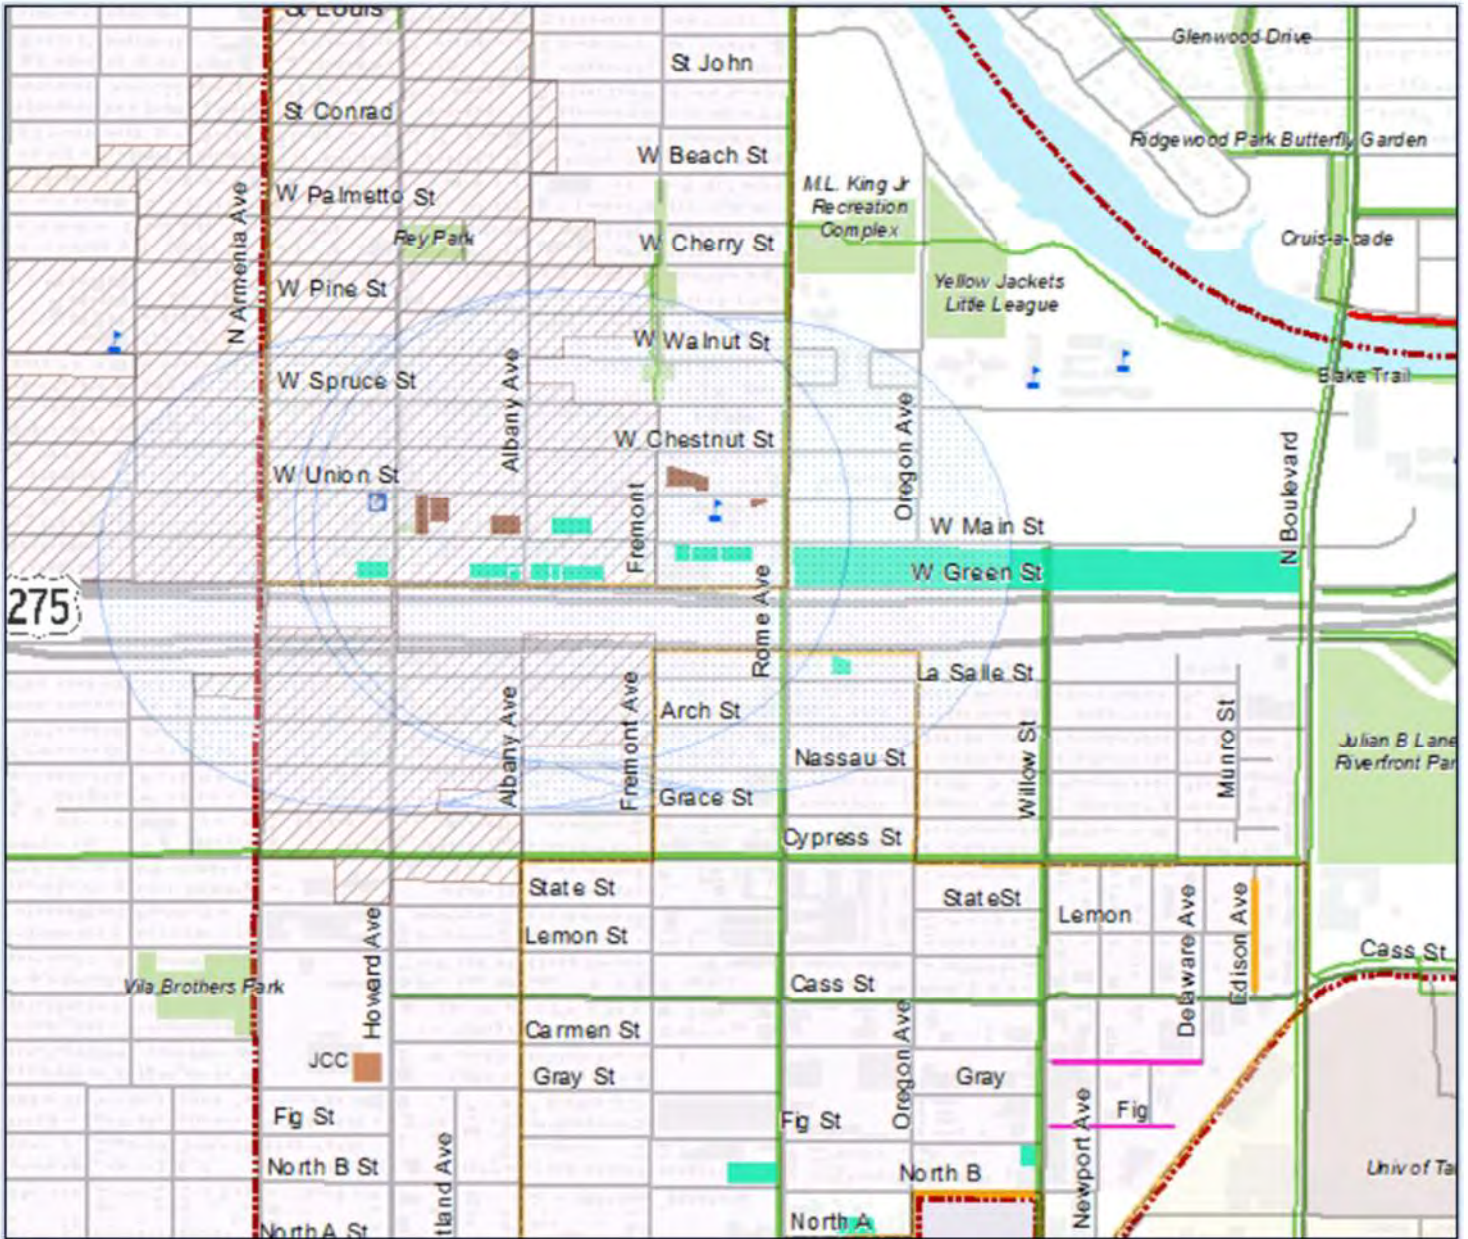 St Louis
Glenwood Drive
St John
St Conrad
Ridgewood Park Butterfly Garden
W Beach St
M.L. King Jr
Recreation
Complex
W Palmetto St
N Armenia Ave
Rey Park
W Cherry St
Cruis-a-cade
Yellow Jackets
Little League
W Pine St
W Walnut St
Blake Trail
W Spruce St
Albany Ave
Oregon Ave
W Chestnut St
N Boulevard
W Union St
Fremont
W Main St
W Green St
275
Rome Ave
La Salle St
Albany Ave
Fremont Ave
Arch St
Willow St
Munro St
Julian B Lane
Riverfront Par
Nassau St
Grace St
Cypress St
State St
StateSt
Lemon
Delaware Ave
Edison Ave
Howard Ave
Lemon St
Cass St
Vila Brothers Park
Cass St
Carmen St
Oregon Ave
JCC
Gray St
Gray
Fig St
Fig St
Newport Ave
Fig
North B St
tland Ave
North B
Univ of Ta
North A St
North A